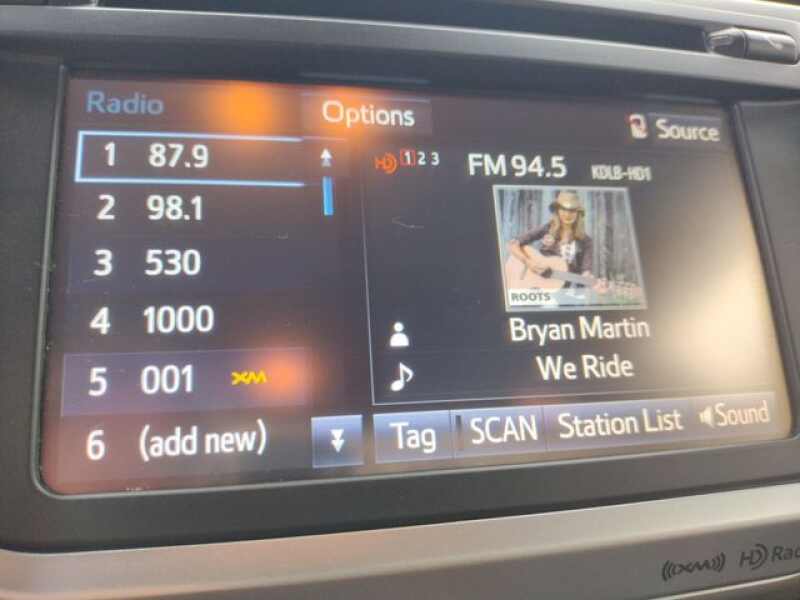 Radio
Options
Source
1 87.9
2 98.1
3 530
4 1000
5 001 XM
6 (add new)
HD 1 2 3 FM 94.5 KDLB-HD1
ROOTS
Bryan Martin
We Ride
Tag SCAN Station List Sound
((XM)) HD Rad